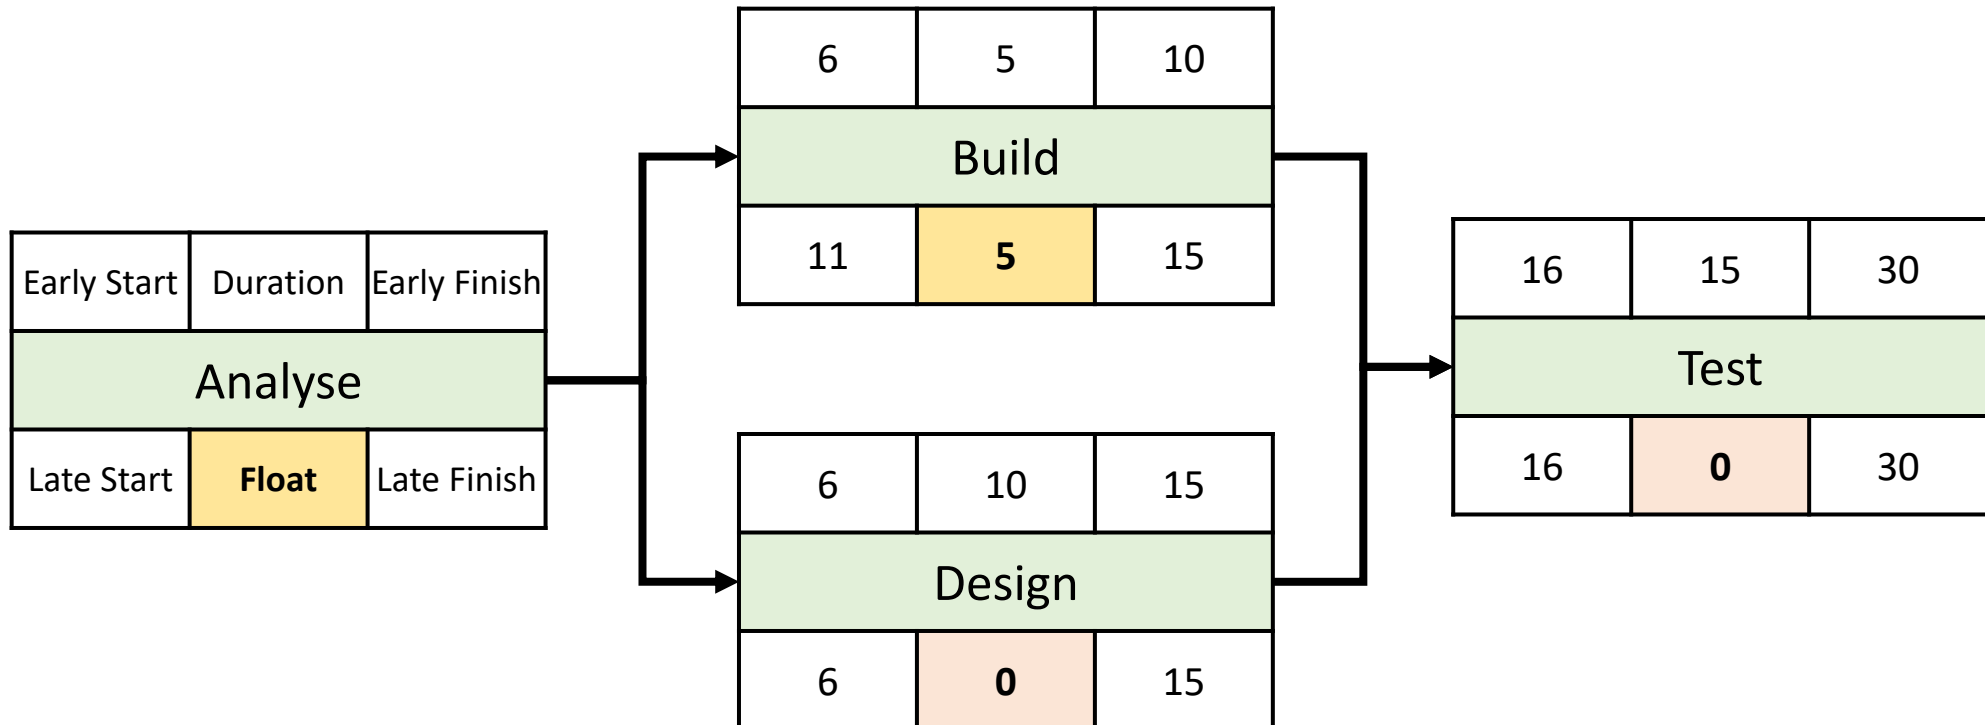 Early Start Duration Early Finish
Analyse
Late Start Float Late Finish
6 5 10
Build
11 5 15
6 10 15
Design
6 0 15
16 15 30
Test
16 0 30